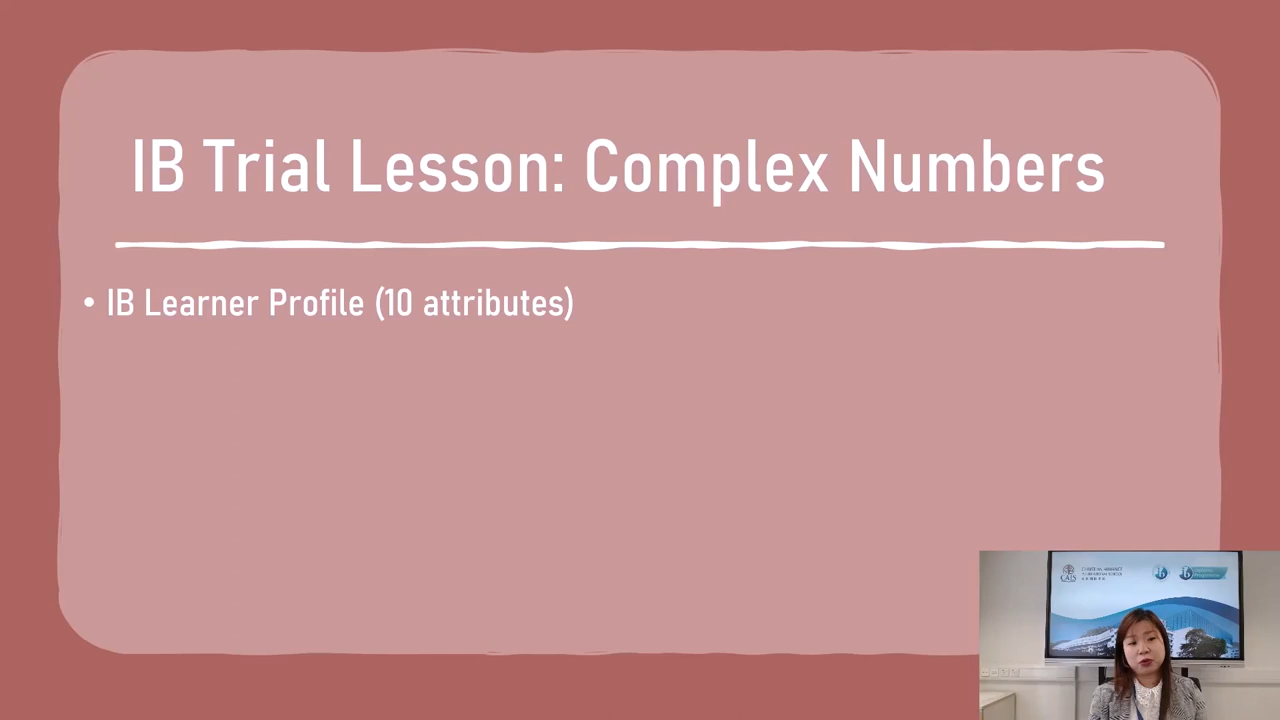 IB Trial Lesson: Complex Numbers
• IB Learner Profile (10 attributes)